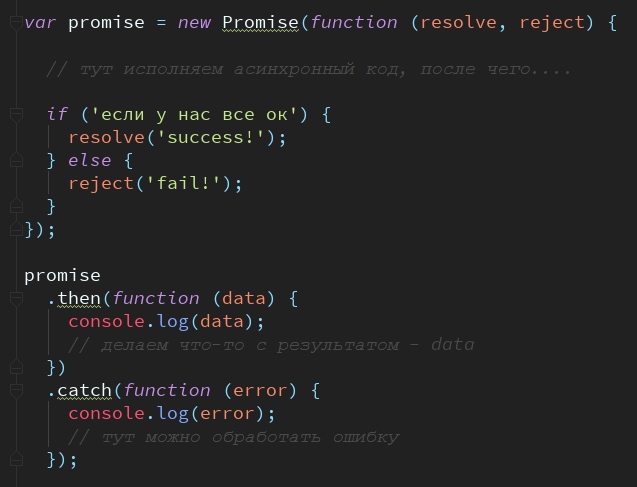 var promise = new Promise(function (resolve, reject) {
// тут исполняем асинхронный код, после чего....
if ('если у нас все ок') {
resolve('success!');
} else {
reject('fail!');
}
});
promise
.then(function (data) {
console.log(data);
// делаем что-то с результатом - data
})
.catch(function (error) {
console.log(error);
// тут можно обработать ошибку
});